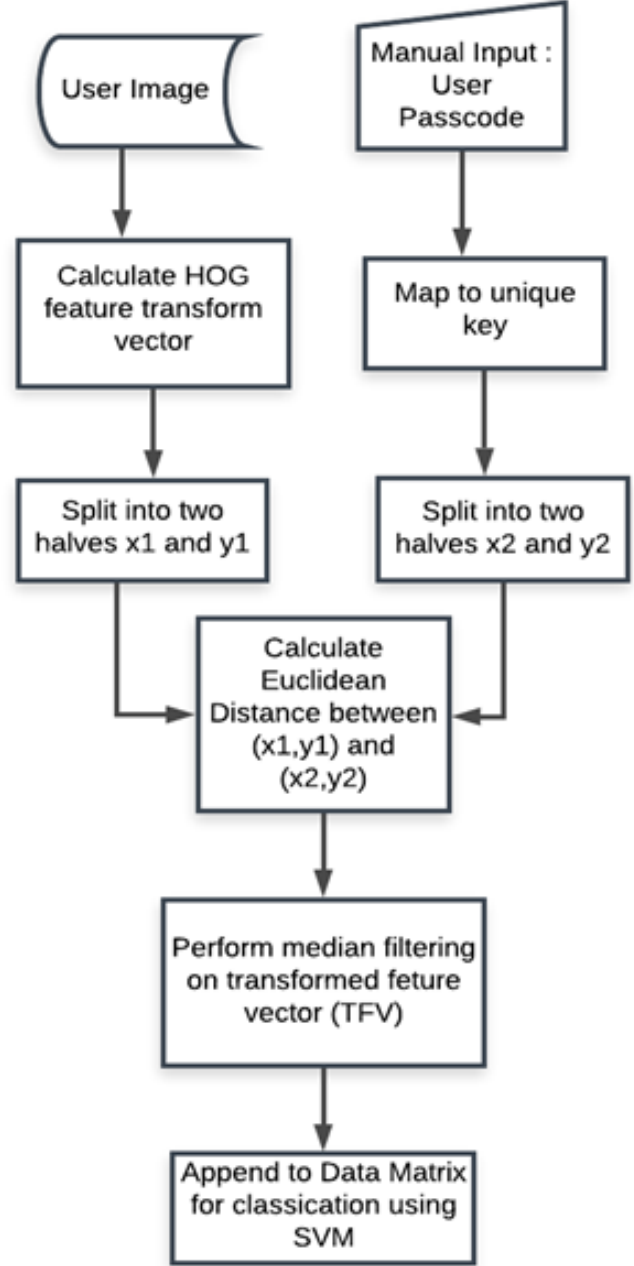 User Image
Manual Input :
User
Passcode
Calculate HOG
feature transform
vector
Map to unique
key
Split into two
halves x1 and y1
Split into two
halves x2 and y2
Calculate
Euclidean
Distance between
(x1,y1) and
(x2,y2)
Perform median filtering
on transformed feture
vector (TFV)
Append to Data Matrix
for classication using
SVM